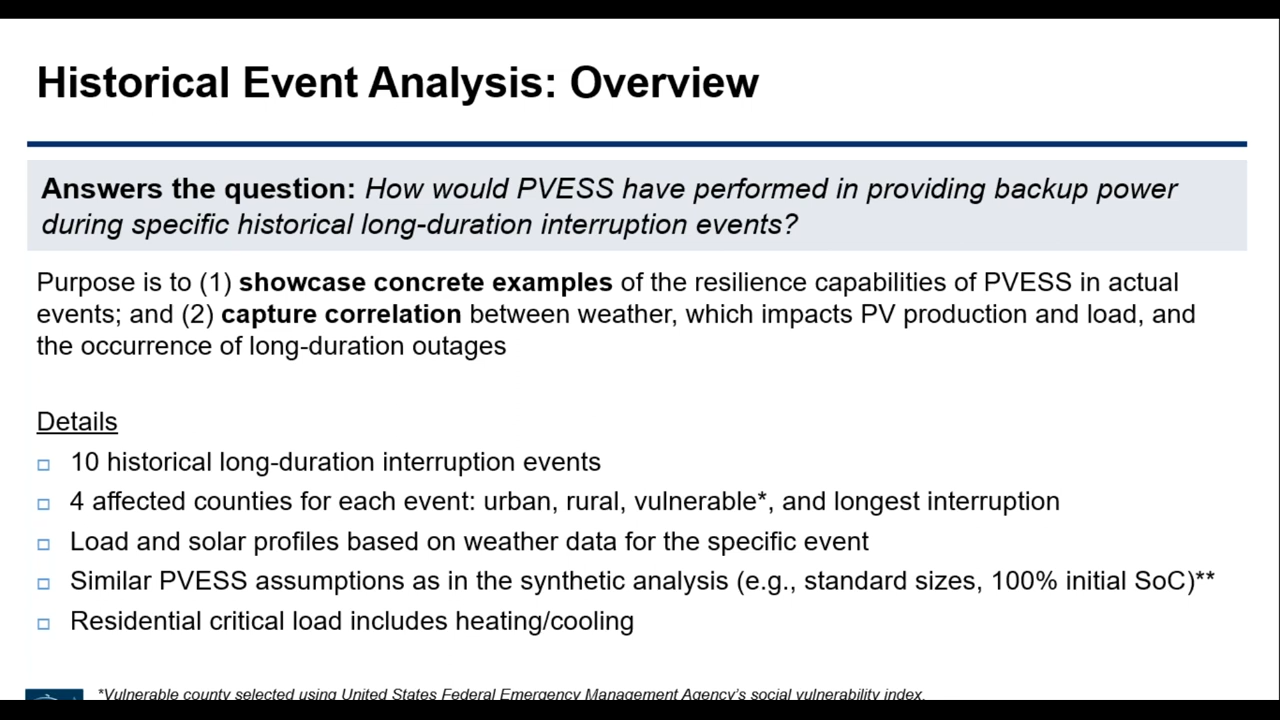 Historical Event Analysis: Overview
Answers the question: How would PVESS have performed in providing backup power
during specific historical long-duration interruption events?
Purpose is to (1) showcase concrete examples of the resilience capabilities of PVESS in actual
events; and (2) capture correlation between weather, which impacts PV production and load, and
the occurrence of long-duration outages
Details
10 historical long-duration interruption events
4 affected counties for each event: urban, rural, vulnerable*, and longest interruption
Load and solar profiles based on weather data for the specific event
Similar PVESS assumptions as in the synthetic analysis (e.g., standard sizes, 100% initial SoC)**
Residential critical load includes heating/cooling
*Vulnerable county selected using United States Federal Emergency Management Agency's social vulnerability index.